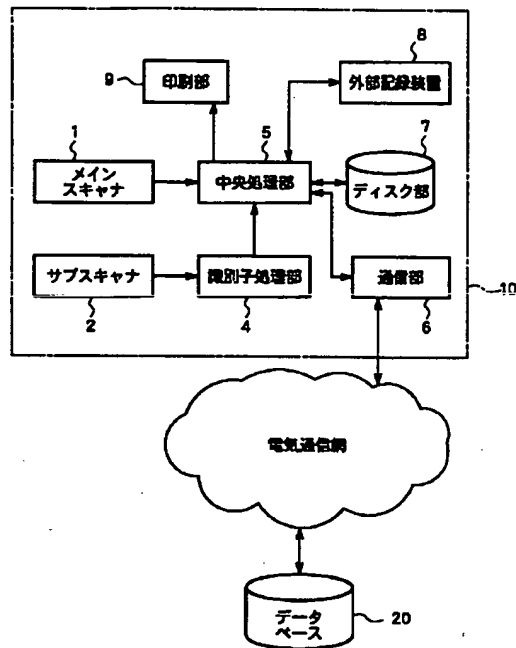 8
9
印刷部
外部記録装置
7
1
5
メイン
スキャナ
中央処理部
ディスク部
サブスキャナ
識別子処理部
通信部
10
2
4
6
電気通信網
データ
ベース
20